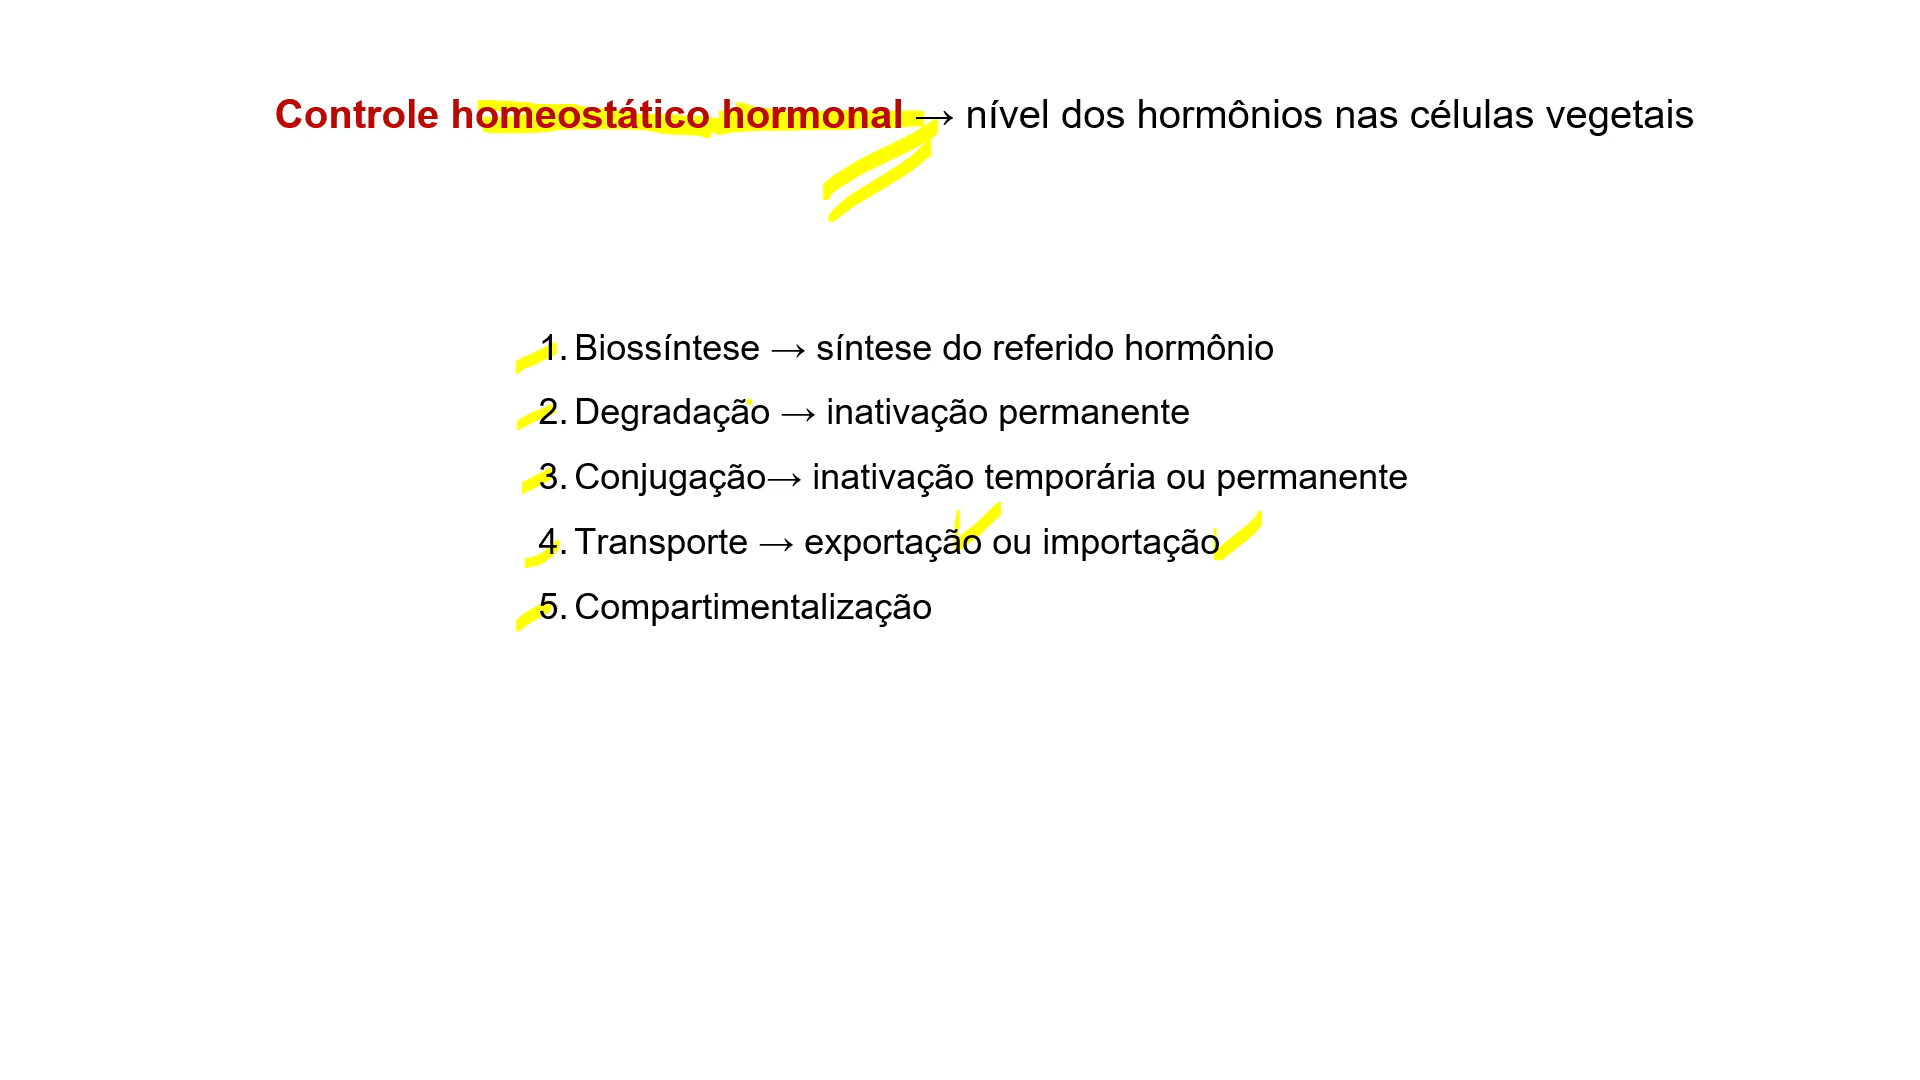 Controle homeostático hormonal → nível dos hormônios nas células vegetais
1. Biossíntese → síntese do referido hormônio
2. Degradação → inativação permanente
3. Conjugação→ inativação temporária ou permanente
4. Transporte → exportação ou importação
5. Compartimentalização